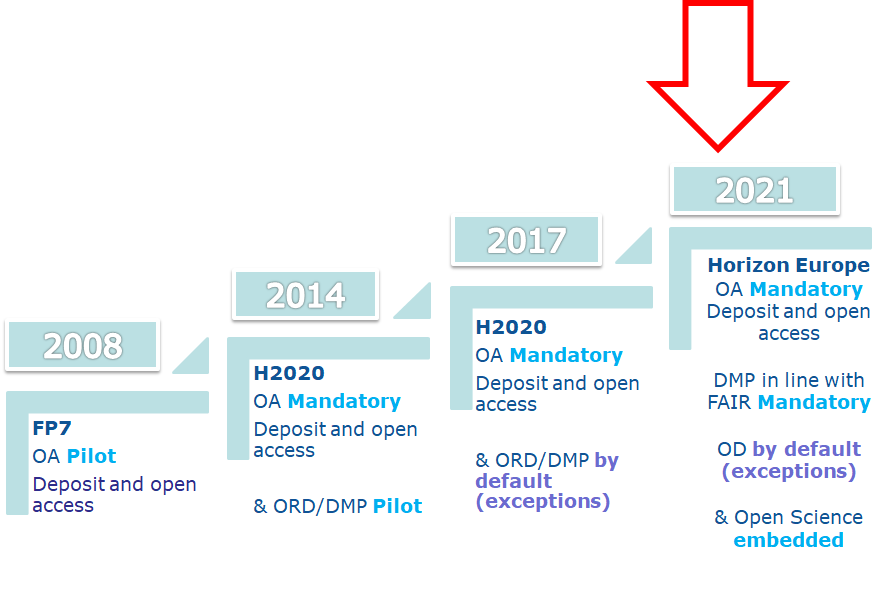 2008
FP7
OA Pilot
Deposit and open
access
2014
H2020
OA Mandatory
Deposit and open
access
& ORD/DMP Pilot
2017
H2020
OA Mandatory
Deposit and open
access
& ORD/DMP by
default
(exceptions)
2021
Horizon Europe
OA Mandatory
Deposit and open
access
DMP in line with
FAIR Mandatory
OD by default
(exceptions)
& Open Science
embedded